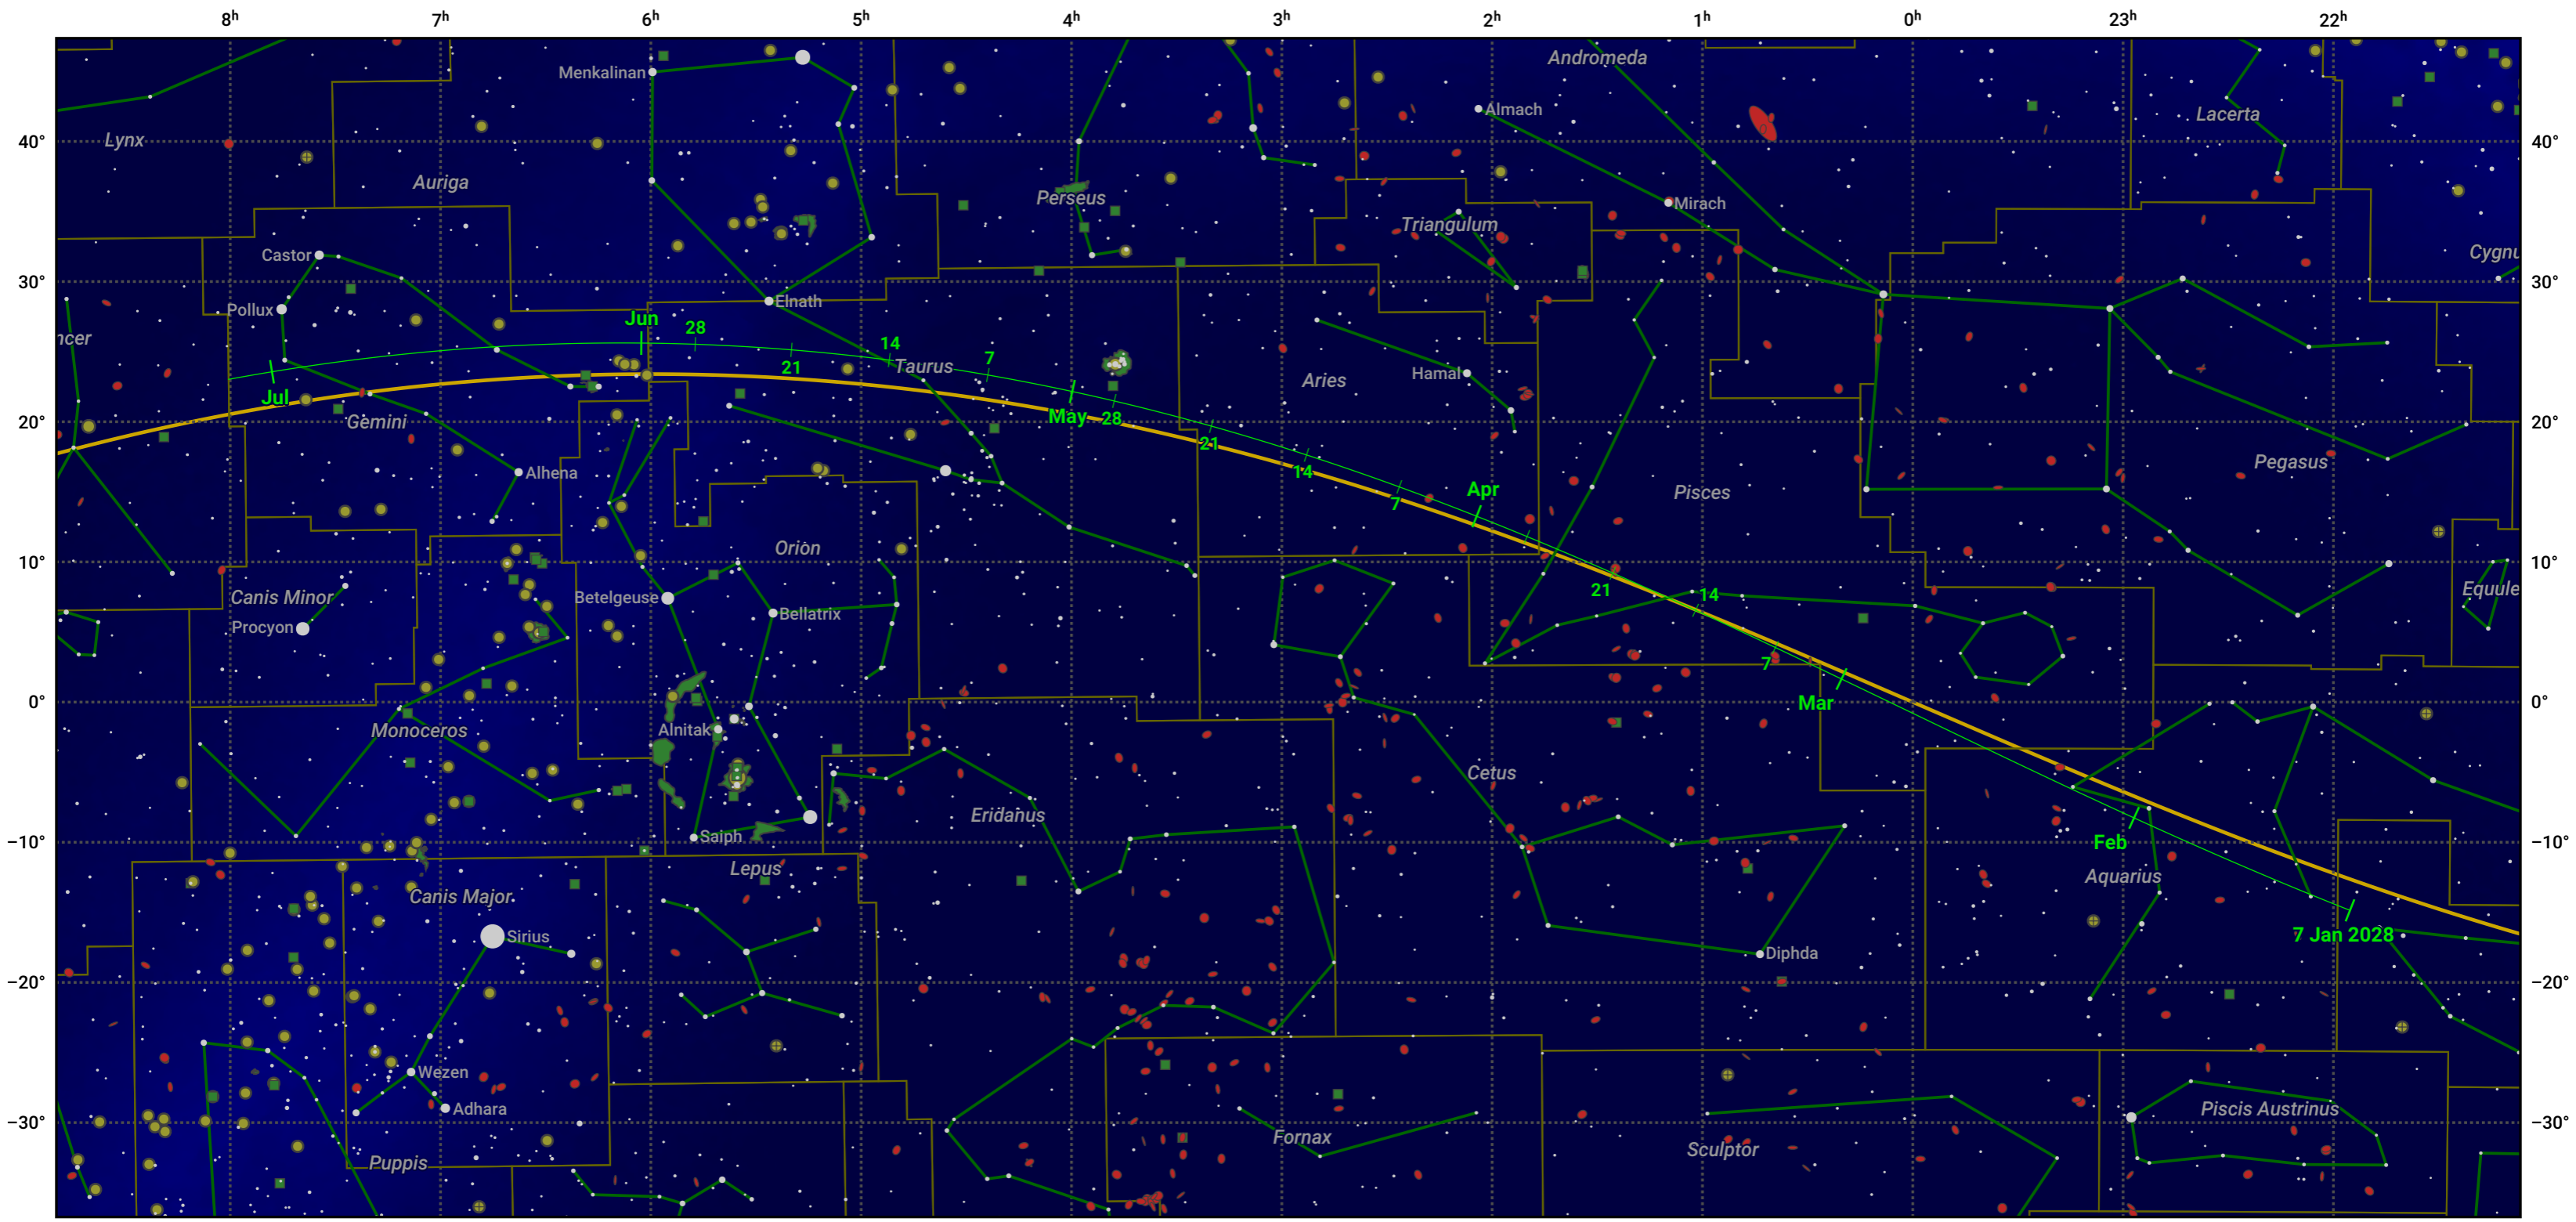 8ʰ 7ʰ 6ʰ 5ʰ 4ʰ 3ʰ 2ʰ 1ʰ 0ʰ 23ʰ 22ʰ
Andromeda
Menkalinan
Almach
Lacerta
40° Lynx 40°
Auriga
Perseus
Mirach
Triangulum
Castor
Cygnu
30° 30°
Elnath
Pollux
Jun
28
ncer
14
7
21
Taurus
Aries
Hamal
Jul
May
28
20° Gemini 20°
21
Pegasus
14
Alhena
Apr
Pisces
7
Orion
10° 10°
21
Equule
14
Canis Minor
Betelgeuse
Bellatrix
Procyon
7
0° Mar 0°
Monoceros
Alnitak
Cetus
Eridanus
Saiph
−10° Feb −10°
Lepus
Aquarius
Canis Major
7 Jan 2028
Sirius
Diphda
−20° −20°
Wezen
Adhara
Piscis Austrinus
−30° −30°
Fornax
Sculptor
Puppis